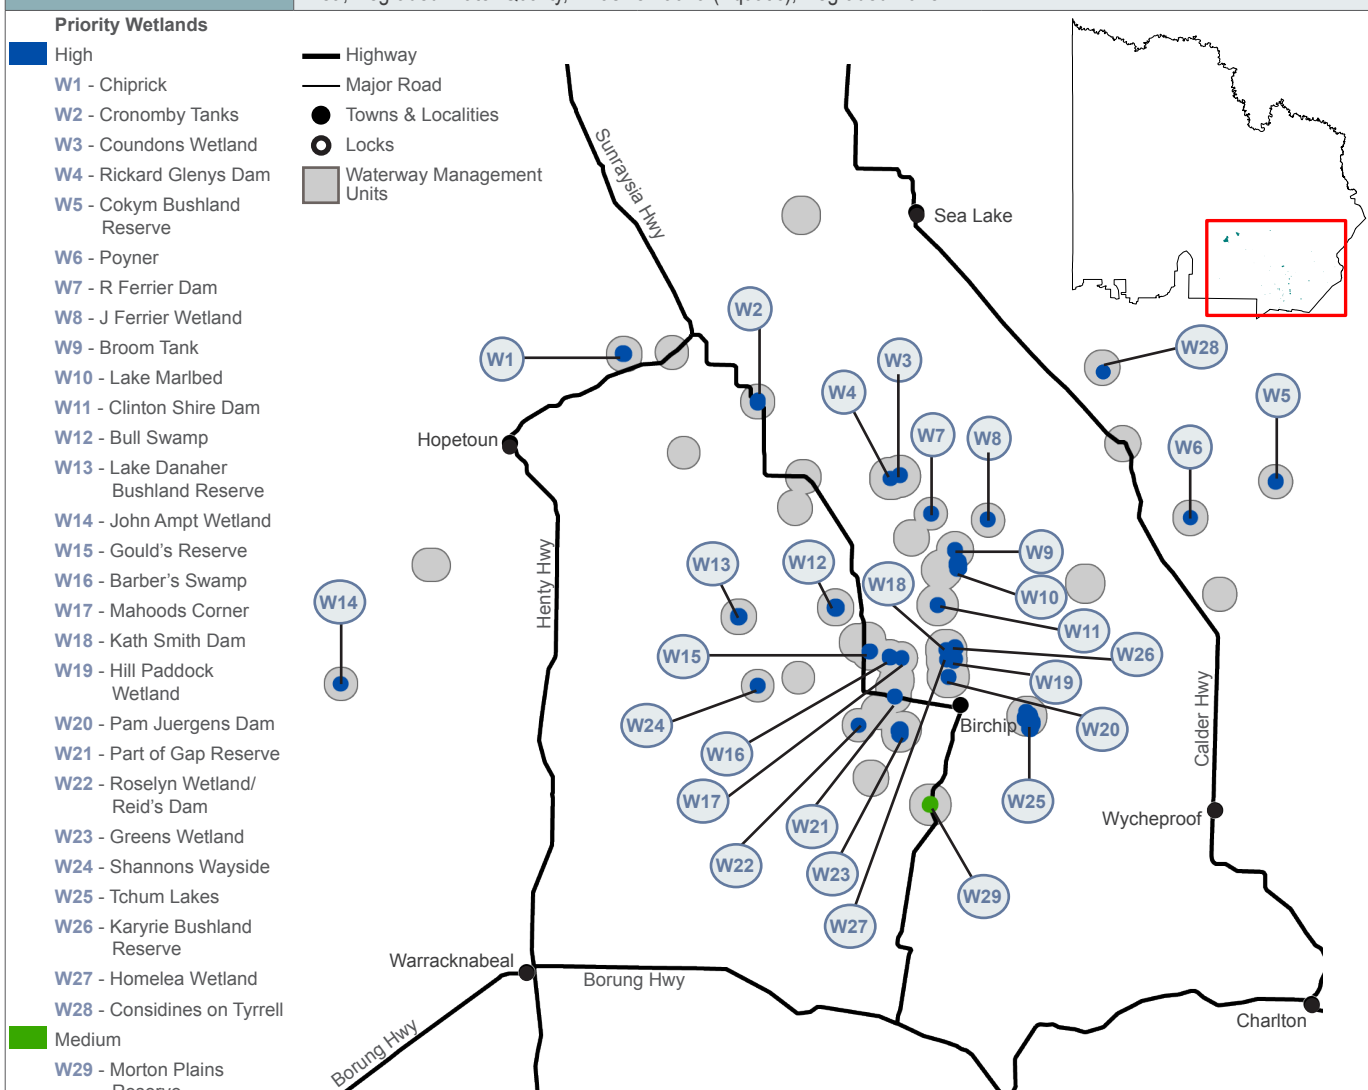 Priority Wetlands
High
W1 - Chiprick
W2 - Cronomby Tanks
W3 - Coundons Wetland
W4 - Rickard Glenys Dam
W5 - Cokym Bushland
Reserve
W6 - Poyner
W7 - R Ferrier Dam
W8 - J Ferrier Wetland
W9 - Broom Tank
W10 - Lake Marlbed
W11 - Clinton Shire Dam
W12 - Bull Swamp
W13 - Lake Danaher
Bushland Reserve
W14 - John Ampt Wetland
W15 - Gould's Reserve
W16 - Barber's Swamp
W17 - Mahoods Corner
W18 - Kath Smith Dam
W19 - Hill Paddock
Wetland
W20 - Pam Juergens Dam
W21 - Part of Gap Reserve
W22 - Roselyn Wetland/
Reid's Dam
W23 - Greens Wetland
W24 - Shannons Wayside
W25 - Tchum Lakes
W26 - Karyrie Bushland
Reserve
W27 - Homelea Wetland
W28 - Considines on Tyrrell
Medium
W29 - Morton Plains
Reserve
Highway
Major Road
Towns & Localities
Locks
Waterway Management
Units
Sunraysia Hwy
Sea Lake
W2
W28
W1
W3
W4
W5
W7
W8
W6
Hopetoun
Henty Hwy
W13
W12
W18
W9
W10
W14
W11
W15
W26
W19
W24
W20
Birchip
Calder Hwy
W16
W17
W25
W21
Wycheproof
W22
W23
W29
W27
Warracknabeal
Borung Hwy
Charlton
Borung Hwy